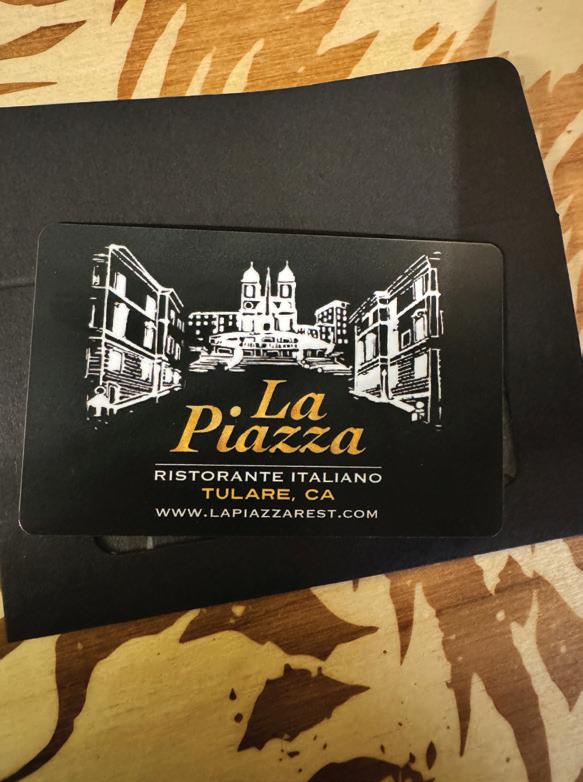 La
Piazza
RISTORANTE ITALIANO
TULARE, CA
WWW.LAPIAZZAREST.COM